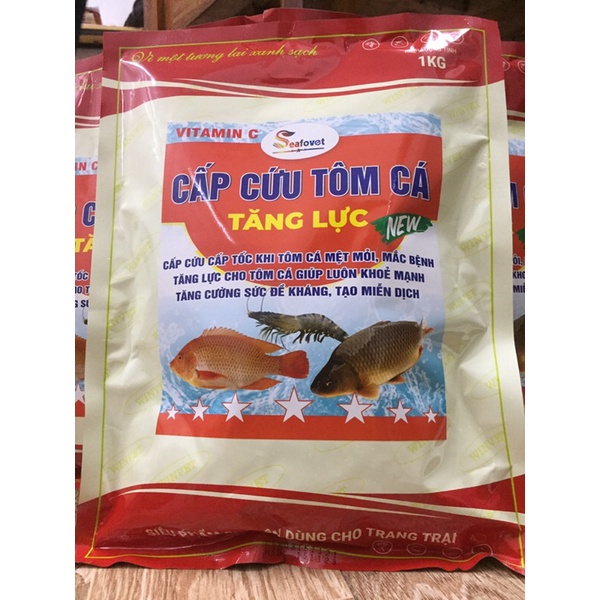 Vì một tương lai xanh sạch
1KG
VITAMIN C
Seafovet
CẤP CỨU TÔM CÁ
TĂNG LỰC
NEW
CẤP CỨU CẤP TỐC KHI TÔM CÁ MỆT MỎI, MẮC BỆNH
TĂNG LỰC CHO TÔM CÁ GIÚP LUÔN KHOẺ MẠNH
TĂNG CƯỜNG SỨC ĐỀ KHÁNG, TẠO MIỄN DỊCH
DÙNG CHO TRANG TRẠI